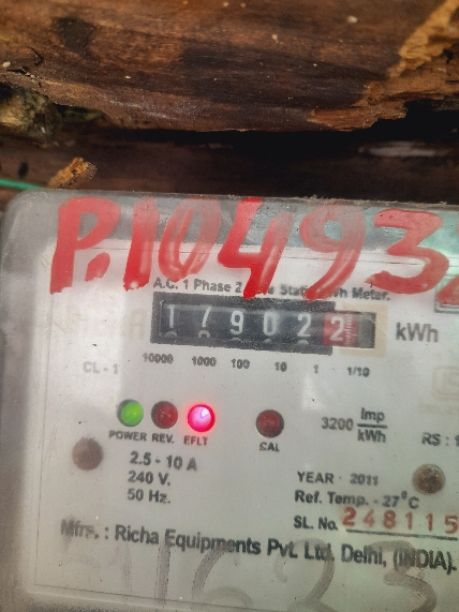 P.10493
A.C. 1 Phase 2 Meter.
179022 kWh
CL - 1 10000 1000 100 10 1 1/10
POWER REV. EFLT CAL
3200 Imp/kWh
RS :
2.5 - 10 A
240 V.
50 Hz.
YEAR - 2011
Ref. Temp. - 27°C
SL. No. 248115
Mfrs. : Richa Equipments Pvt. Ltd. Delhi, (INDIA).